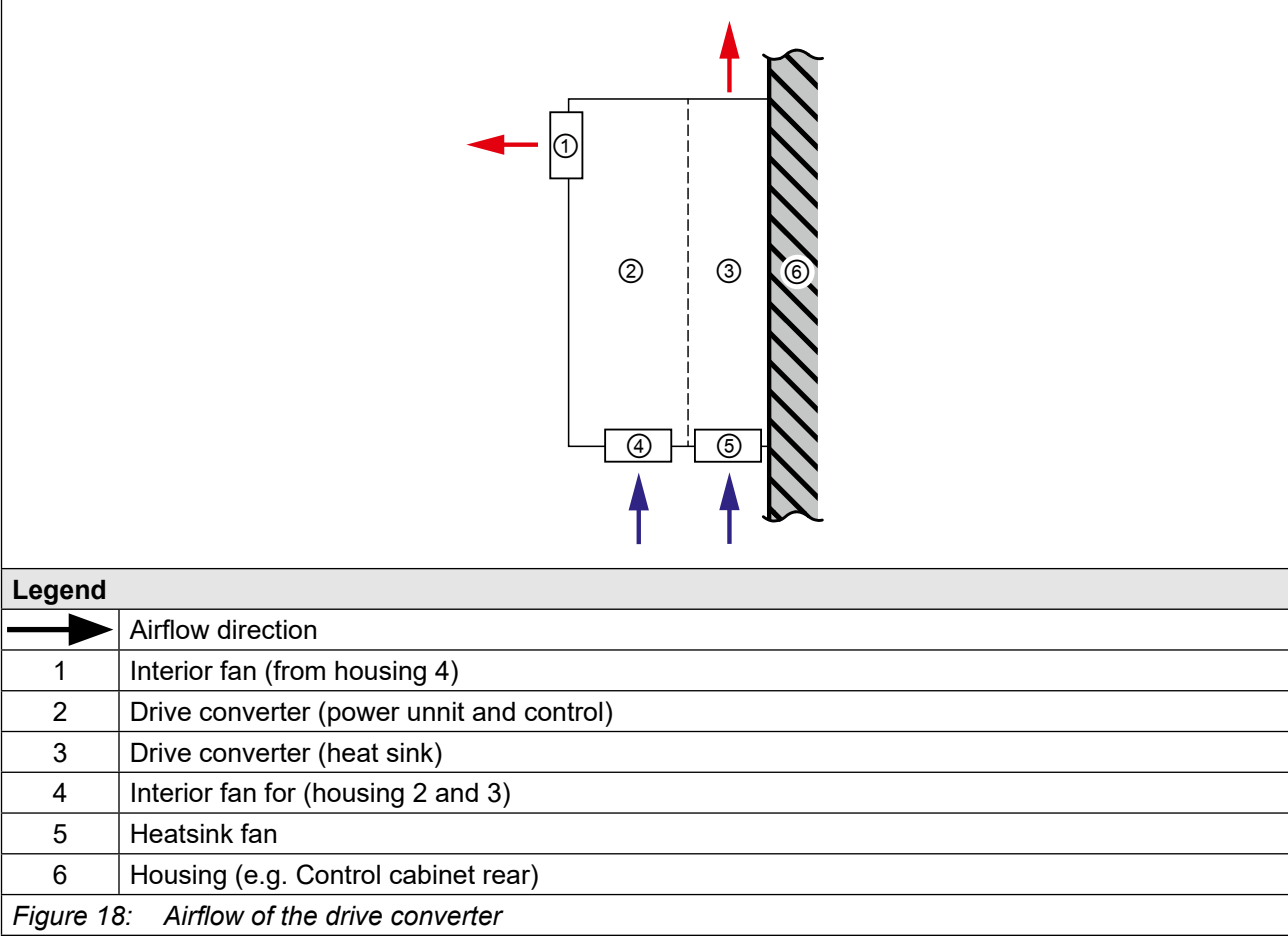 ①
②
③
⑥
④
⑤
Legend
Airflow direction
1 Interior fan (from housing 4)
2 Drive converter (power unnit and control)
3 Drive converter (heat sink)
4 Interior fan for (housing 2 and 3)
5 Heatsink fan
6 Housing (e.g. Control cabinet rear)
Figure 18: Airflow of the drive converter